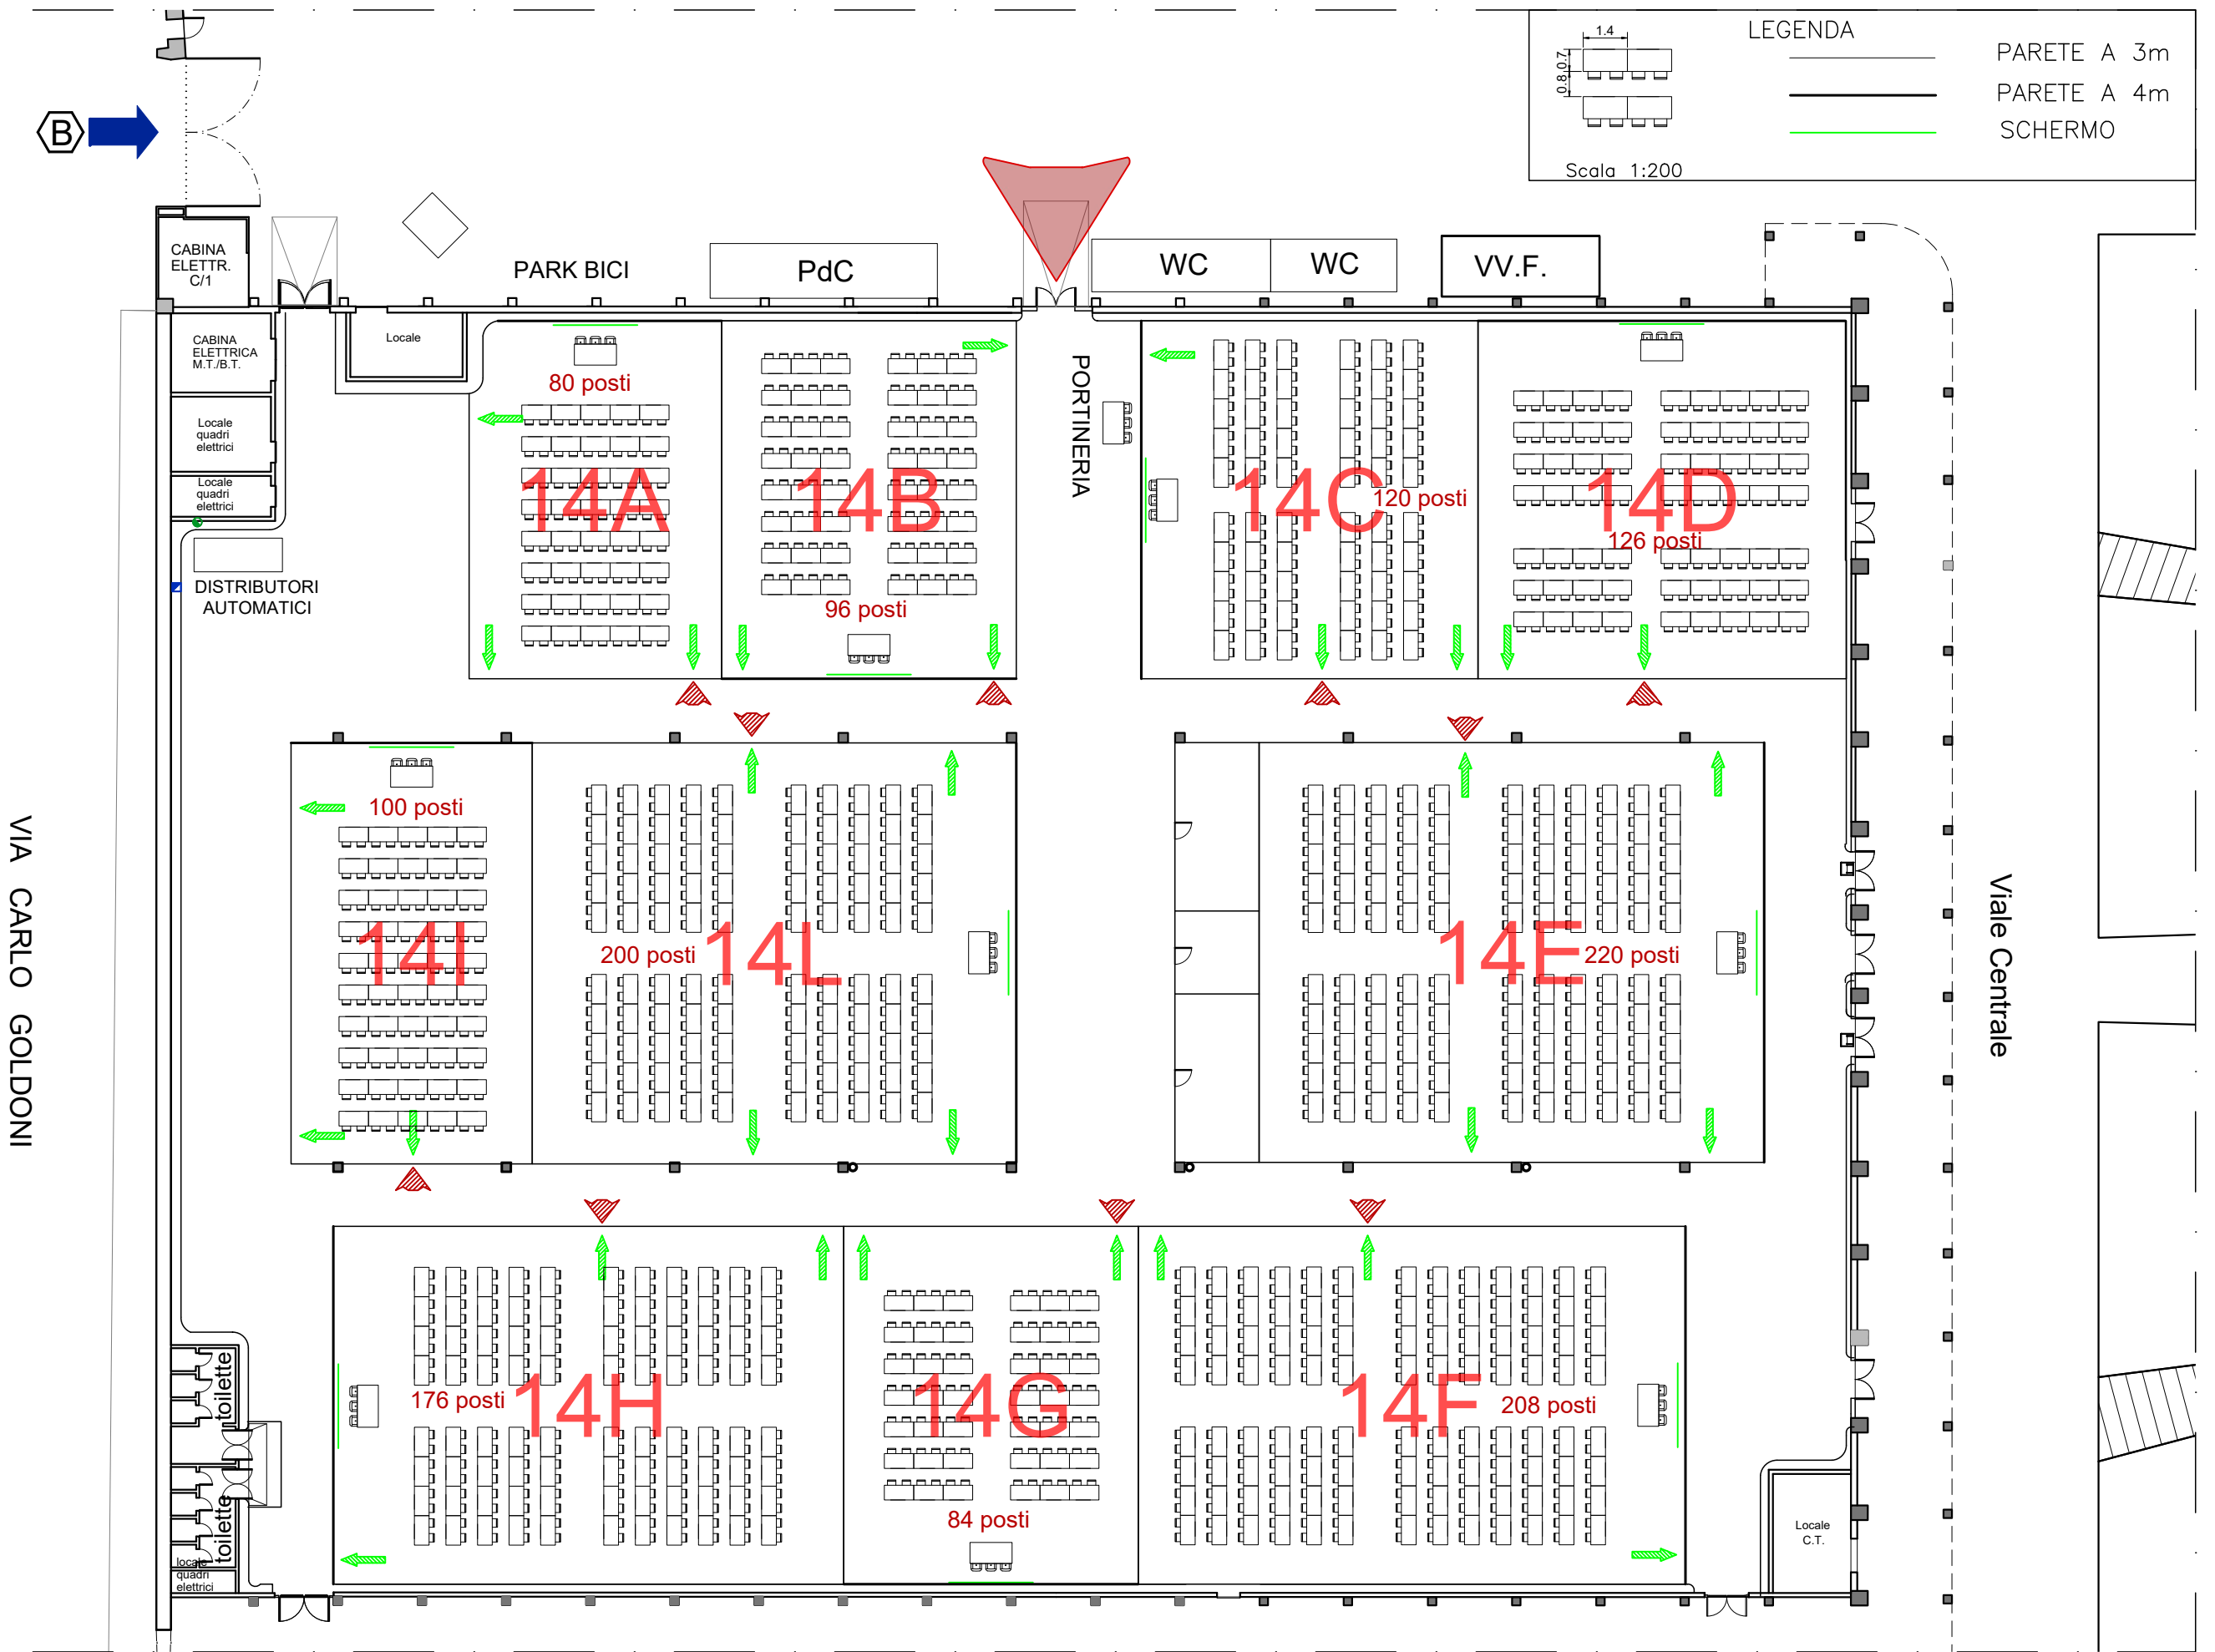 LEGENDA
1.4
0.7
0.8
PARETE A 3m
PARETE A 4m
SCHERMO
Scala 1:200
B
CABINA
ELETTR.
C/1
PARK BICI
PdC
WC
WC
VV.F.
CABINA
ELETTRICA
M.T./B.T.
Locale
Locale
quadri
elettrici
Locale
quadri
elettrici
DISTRIBUTORI
AUTOMATICI
80 posti
14A
14B
96 posti
PORTINERIA
14C
120 posti
14D
126 posti
VIA CARLO GOLDONI
100 posti
14I
200 posti
14L
14E
220 posti
Viale Centrale
toilette
toilette
locale
quadri
elettrici
176 posti
14H
14G
84 posti
14F
208 posti
Locale
C.T.